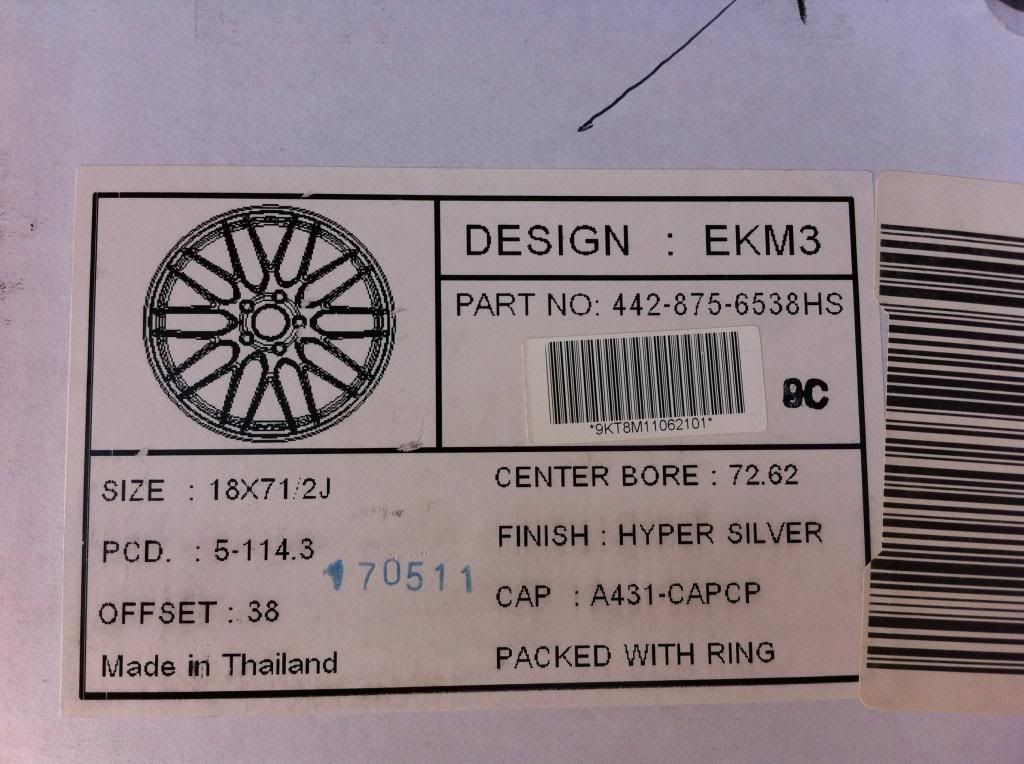 DESIGN : EKM3
PART NO: 442-875-6538HS
*9KT8M11062101*
SIZE : 18X71/2J
CENTER BORE : 72.62
PCD. : 5-114.3
FINISH : HYPER SILVER
170511
OFFSET : 38
CAP : A431-CAPCP
Made in Thailand
PACKED WITH RING